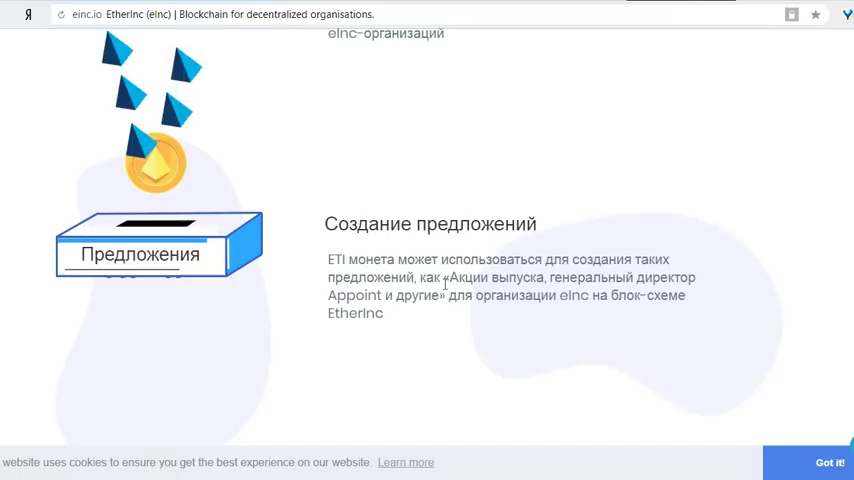 Я
einc.io EtherInc (eInc) | Blockchain for decentralized organisations.
eInc-организаций
Предложения
Создание предложений
ETI монета может использоваться для создания таких
предложений, как «Акции выпуска, генеральный директор
Appoint и другие» для организации eInc на блок-схеме
EtherInc
website uses cookies to ensure you get the best experience on our website. Learn more
Got it!